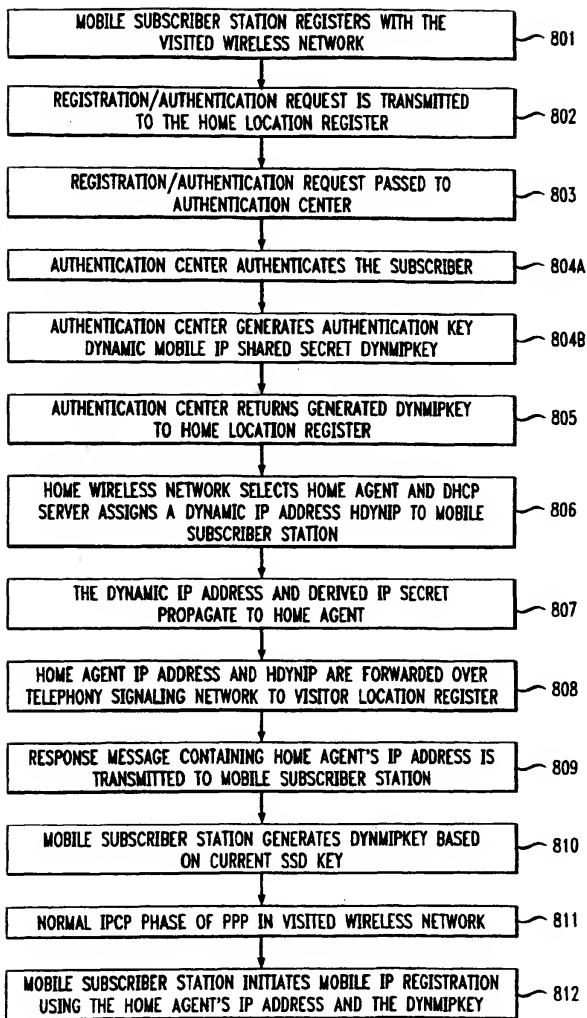 MOBILE SUBSCRIBER STATION REGISTERS WITH THE
VISITED WIRELESS NETWORK
801
REGISTRATION/AUTHENTICATION REQUEST IS TRANSMITTED
TO THE HOME LOCATION REGISTER
802
REGISTRATION/AUTHENTICATION REQUEST PASSED TO
AUTHENTICATION CENTER
803
AUTHENTICATION CENTER AUTHENTICATES THE SUBSCRIBER
804A
AUTHENTICATION CENTER GENERATES AUTHENTICATION KEY
DYNAMIC MOBILE IP SHARED SECRET DYNMIPKEY
804B
AUTHENTICATION CENTER RETURNS GENERATED DYNMIPKEY
TO HOME LOCATION REGISTER
805
HOME WIRELESS NETWORK SELECTS HOME AGENT AND DHCP
SERVER ASSIGNS A DYNAMIC IP ADDRESS HDYNIP TO MOBILE
SUBSCRIBER STATION
806
THE DYNAMIC IP ADDRESS AND DERIVED IP SECRET
PROPAGATE TO HOME AGENT
807
HOME AGENT IP ADDRESS AND HDYNIP ARE FORWARDED OVER
TELEPHONY SIGNALING NETWORK TO VISITOR LOCATION REGISTER
808
RESPONSE MESSAGE CONTAINING HOME AGENT'S IP ADDRESS IS
TRANSMITTED TO MOBILE SUBSCRIBER STATION
809
MOBILE SUBSCRIBER STATION GENERATES DYNMIPKEY BASED
ON CURRENT SSD KEY
810
NORMAL IPCP PHASE OF PPP IN VISITED WIRELESS NETWORK
811
MOBILE SUBSCRIBER STATION INITIATES MOBILE IP REGISTRATION
USING THE HOME AGENT'S IP ADDRESS AND THE DYNMIPKEY
812